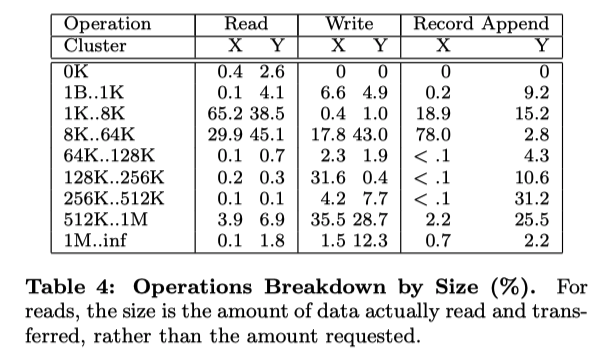 Operation Read Write Record Append
Cluster X Y X Y X Y
0K 0.4 2.6 0 0 0 0
1B..1K 0.1 4.1 6.6 4.9 0.2 9.2
1K..8K 65.2 38.5 0.4 1.0 18.9 15.2
8K..64K 29.9 45.1 17.8 43.0 78.0 2.8
64K..128K 0.1 0.7 2.3 1.9 < .1 4.3
128K..256K 0.2 0.3 31.6 0.4 < .1 10.6
256K..512K 0.1 0.1 4.2 7.7 < .1 31.2
512K..1M 3.9 6.9 35.5 28.7 2.2 25.5
1M..inf 0.1 1.8 1.5 12.3 0.7 2.2
Table 4: Operations Breakdown by Size (%). For
reads, the size is the amount of data actually read and trans-
ferred, rather than the amount requested.